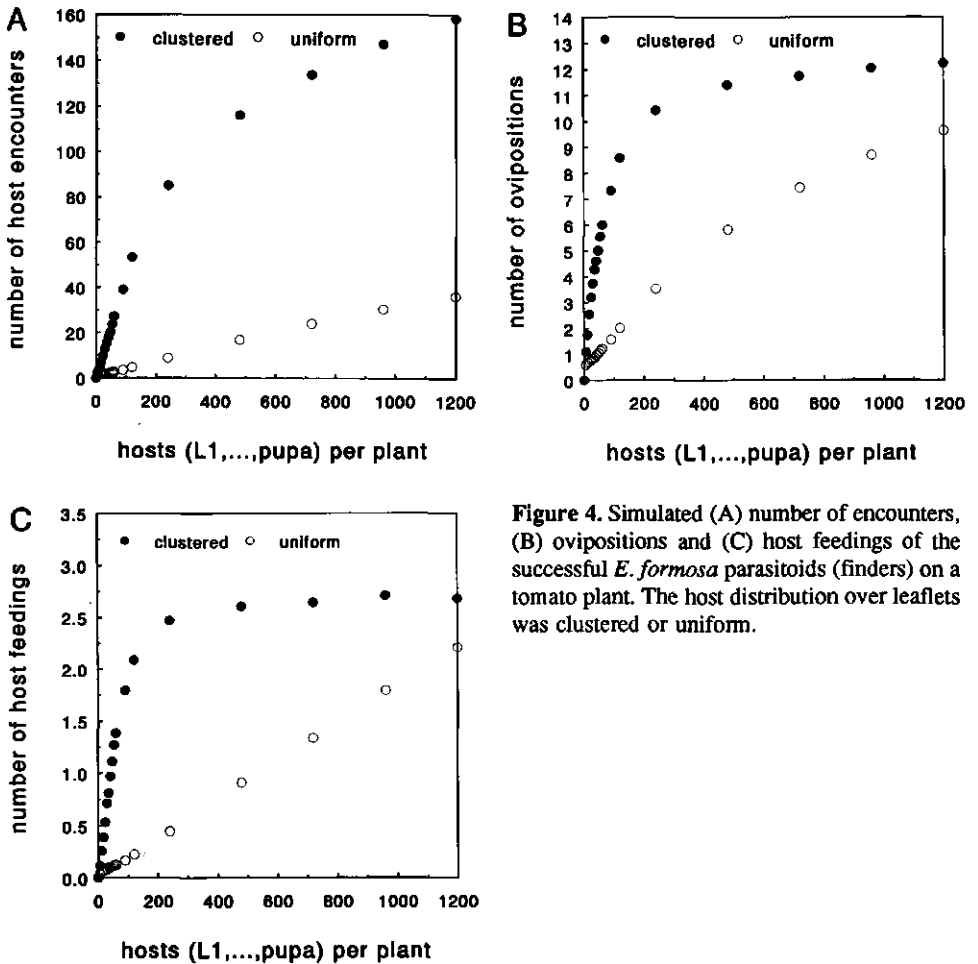 A
160
140
120
100
80
60
40
20
0
number of host encounters
● clustered ○ uniform
0 200 400 600 800 1000 1200
hosts (L1,...,pupa) per plant
B
14
13
12
11
10
9
8
7
6
5
4
3
2
1
0
number of ovipositions
● clustered ○ uniform
0 200 400 600 800 1000 1200
hosts (L1,...,pupa) per plant
C
3.5
3.0
2.5
2.0
1.5
1.0
0.5
0.0
number of host feedings
● clustered ○ uniform
0 200 400 600 800 1000 1200
hosts (L1,...,pupa) per plant
Figure 4. Simulated (A) number of encounters,
(B) ovipositions and (C) host feedings of the
successful E. formosa parasitoids (finders) on a
tomato plant. The host distribution over leaflets
was clustered or uniform.